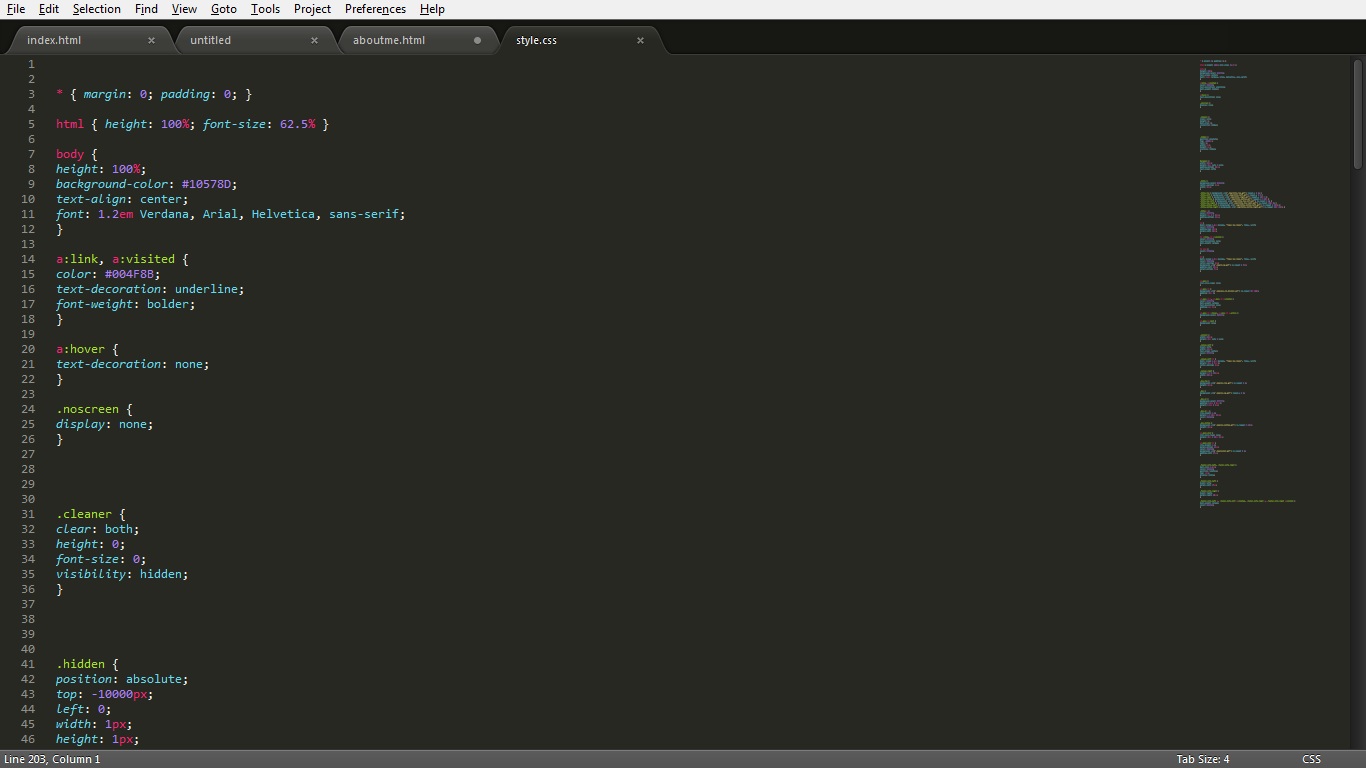 File Edit Selection Find View Goto Tools Project Preferences Help
index.html × untitled × aboutme.html style.css ×
1
2
3 * { margin: 0; padding: 0; }
4
5 html { height: 100%; font-size: 62.5% }
6
7 body {
8 height: 100%;
9 background-color: #10578D;
10 text-align: center;
11 font: 1.2em Verdana, Arial, Helvetica, sans-serif;
12 }
13
14 a:link, a:visited {
15 color: #004F8B;
16 text-decoration: underline;
17 font-weight: bolder;
18 }
19
20 a:hover {
21 text-decoration: none;
22 }
23
24 .noscreen {
25 display: none;
26 }
27
28
29
30
31 .cleaner {
32 clear: both;
33 height: 0;
34 font-size: 0;
35 visibility: hidden;
36 }
37
38
39
40
41 .hidden {
42 position: absolute;
43 top: -10000px;
44 left: 0;
45 width: 1px;
46 height: 1px;
Line 203, Column 1 Tab Size: 4 CSS